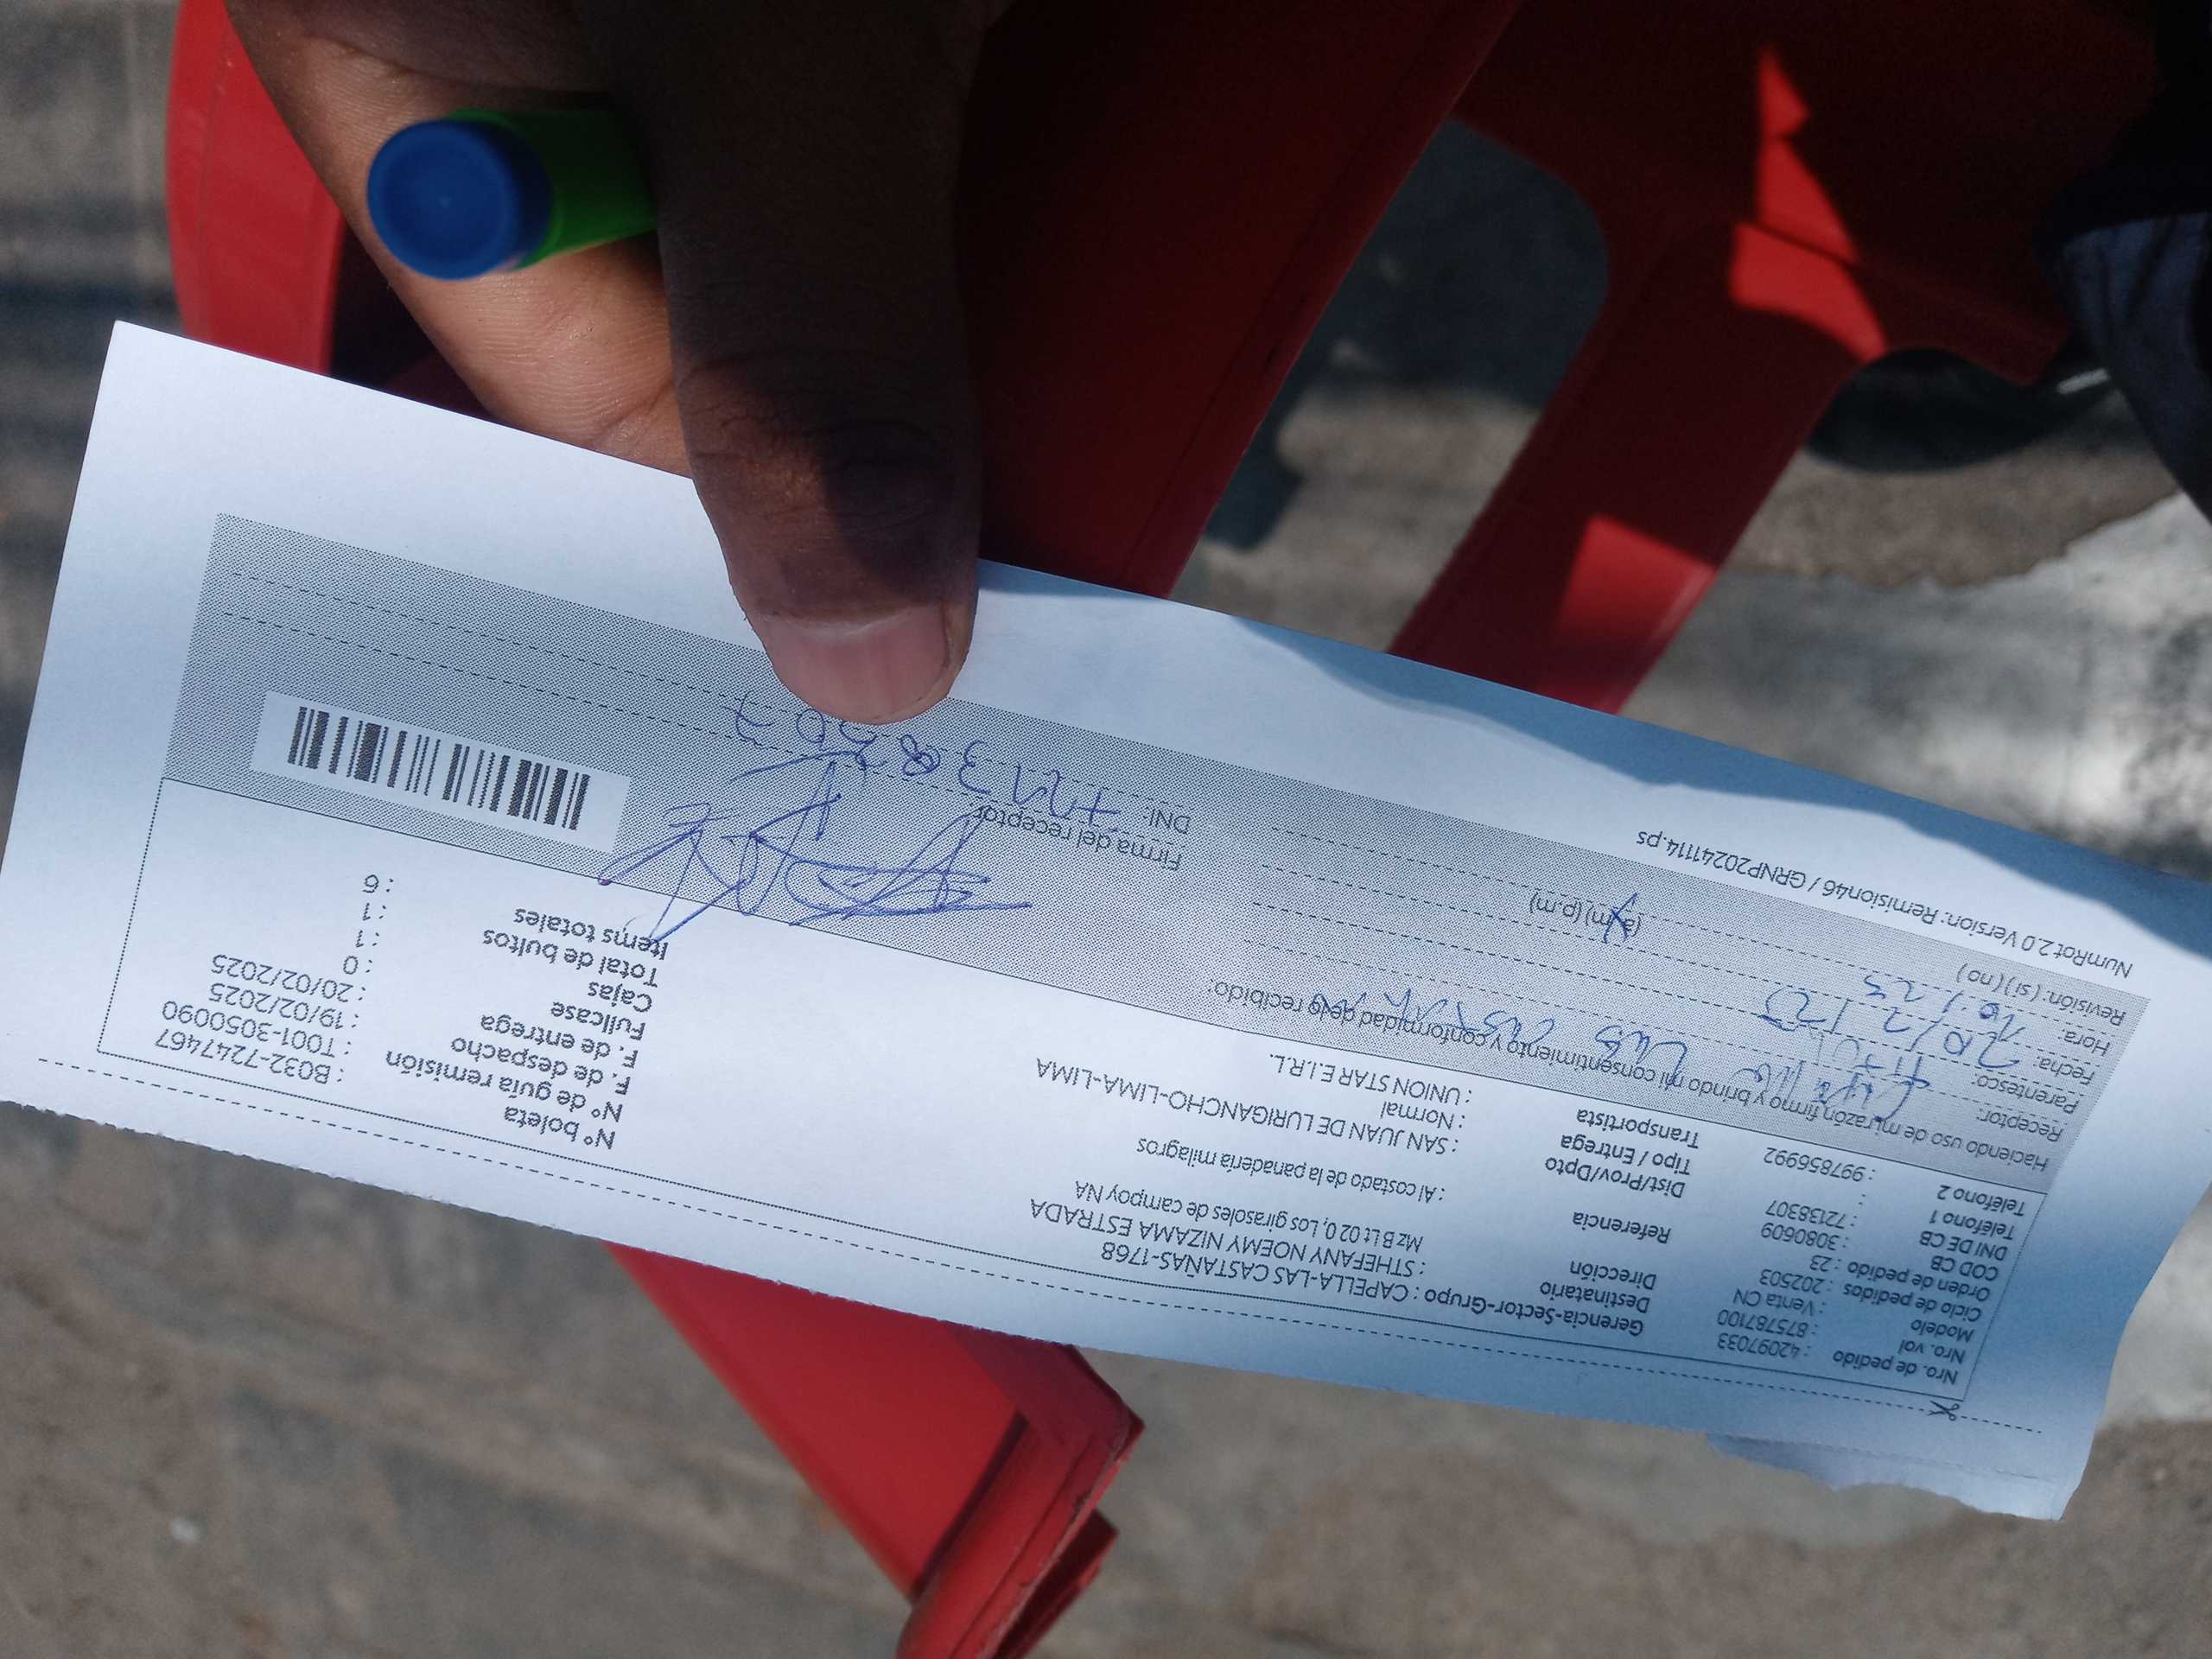 Nro. de pedido : 42097033
Nro. vol : 875787100
Modelo : Venta CN
Ciclo de pedidos : 202503
Orden de pedido : 23
COD CB : 3080609
DNI DE CB : 72138307
Teléfono 1 :
Teléfono 2 : 997856992
Gerencia-Sector-Grupo : CAPELLA-LAS CASTAÑAS-1768
Destinatario : STHEFANY NOEMY NIZAMA ESTRADA
Dirección Mz B Lt 02 0, Los girasoles de campoy NA
Referencia : Al costado de la panadería milagros
Dist/Prov/Dpto : SAN JUAN DE LURIGANCHO-LIMA-LIMA
Tipo / Entrega : Normal
Transportista : UNION STAR E.I.R.L.
N° boleta : B032-7247467
N° de guía remisión : T001-3050090
F. de despacho : 19/02/2025
F. de entrega : 20/02/2025
Fullcase : 0
Cajas : 1
Total de bultos : 1
Items totales : 6
Haciendo uso de mi razón firmo y brindo mi consentimiento y conformidad de lo recibido:
Receptor:
Parentesco:
Fecha: 20/2/
Hora: (a.m) (p.m)
Revisión: (si) (no)
Firma del receptor
DNI:
NumRot 2.0 Version: Remision46 / GRNP20241114.ps